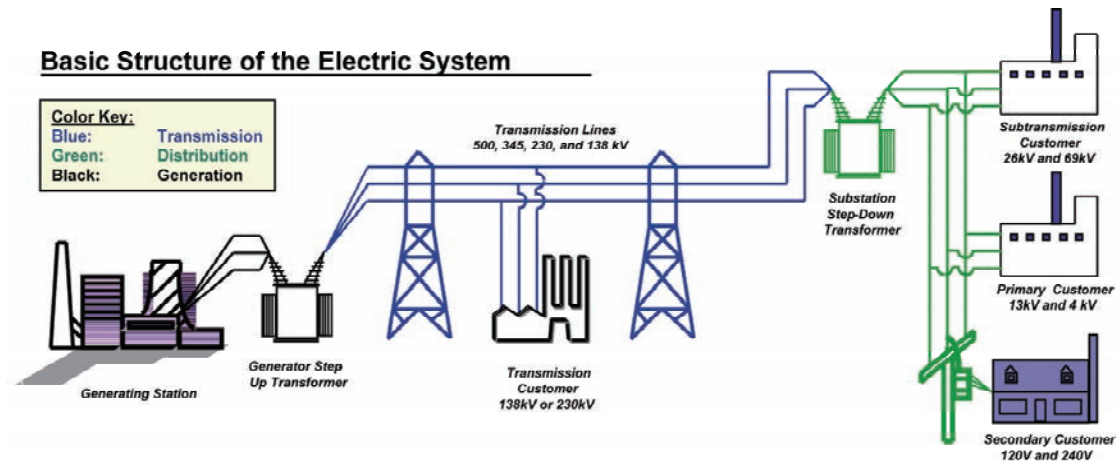 Basic Structure of the Electric System
Color Key:
Blue: Transmission
Green: Distribution
Black: Generation
Transmission Lines
500, 345, 230, and 138 kV
Generating Station
Generator Step
Up Transformer
Transmission
Customer
138kV or 230kV
Substation
Step-Down
Transformer
Subtransmission
Customer
26kV and 69kV
Primary Customer
13kV and 4 kV
Secondary Customer
120V and 240V